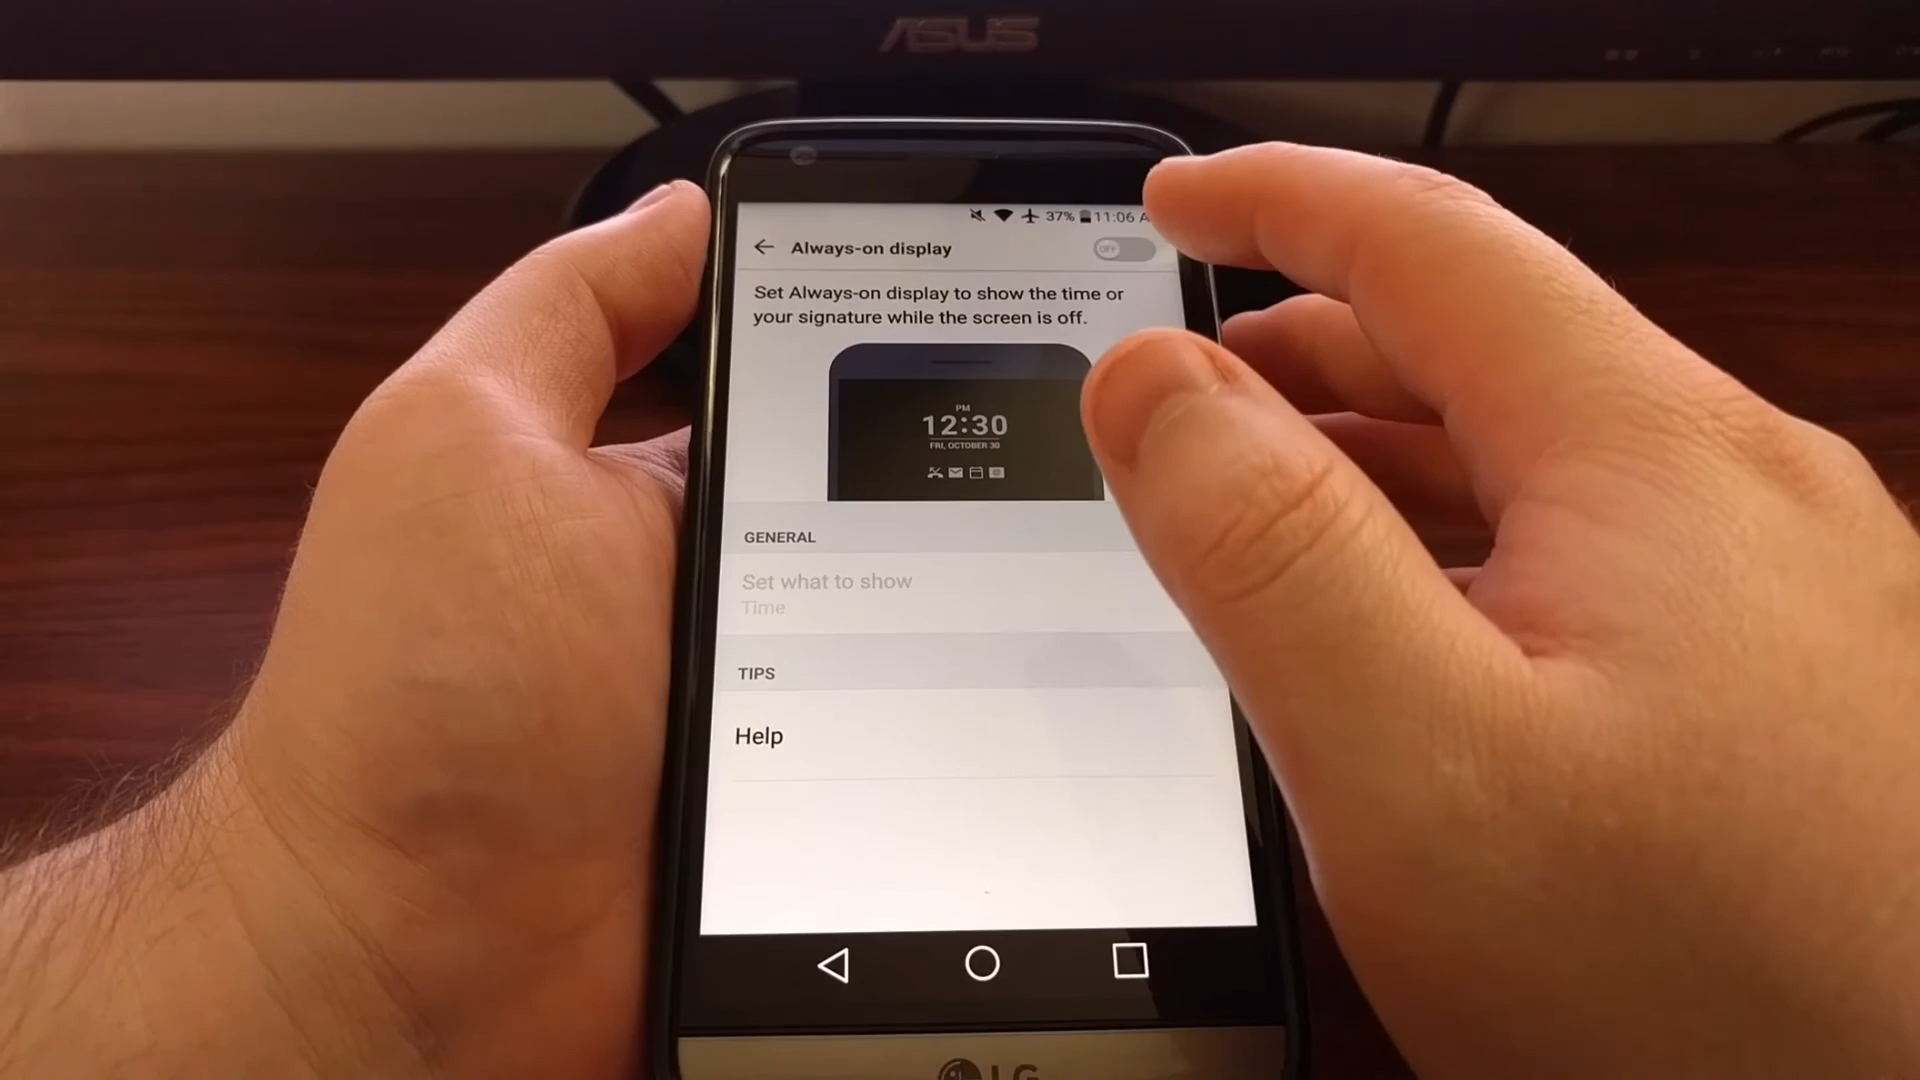 ASUS
37% 11:06 A
Always-on display
OFF
Set Always-on display to show the time or
your signature while the screen is off.
PM
12:30
FRI, OCTOBER 30
GENERAL
Set what to show
Time
TIPS
Help
LG